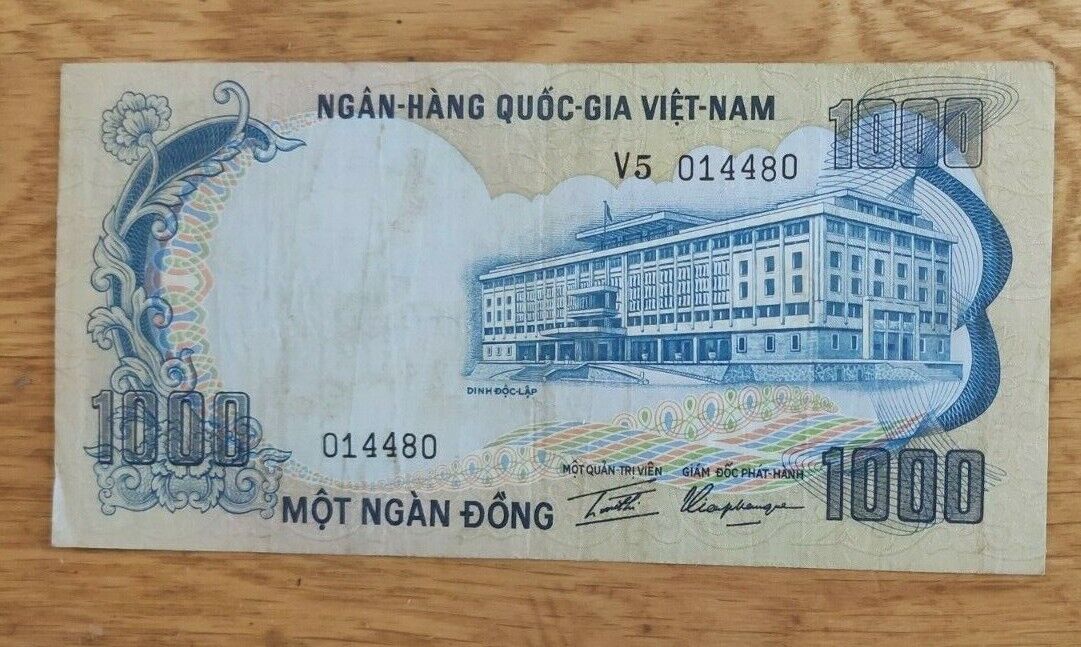 NGÂN-HÀNG QUỐC-GIA VIỆT-NAM
1000
V5 014480
DINH ĐỘC-LẬP
1000
014480
MỘT QUẢN TRỊ VIÊN GIÁM ĐỐC PHÁT-HÀNH
1000
MỘT NGÀN ĐỒNG